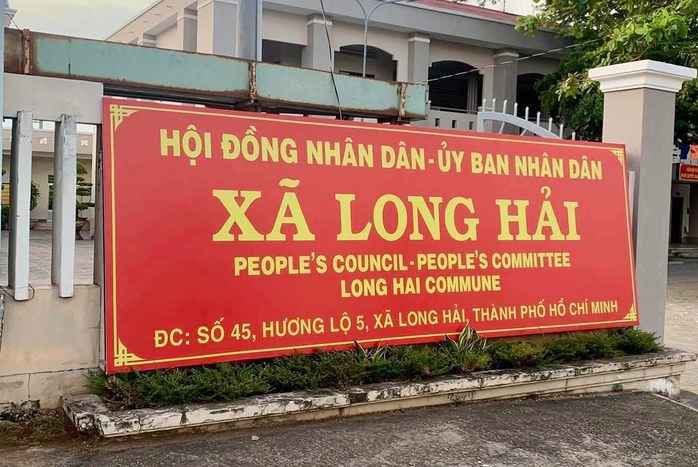 HỘI ĐỒNG NHÂN DÂN - ỦY BAN NHÂN DÂN
XÃ LONG HẢI
PEOPLE'S COUNCIL - PEOPLE'S COMMITTEE
LONG HAI COMMUNE
ĐC: SỐ 45, HƯƠNG LỘ 5, XÃ LONG HẢI, THÀNH PHỐ HỒ CHÍ MINH